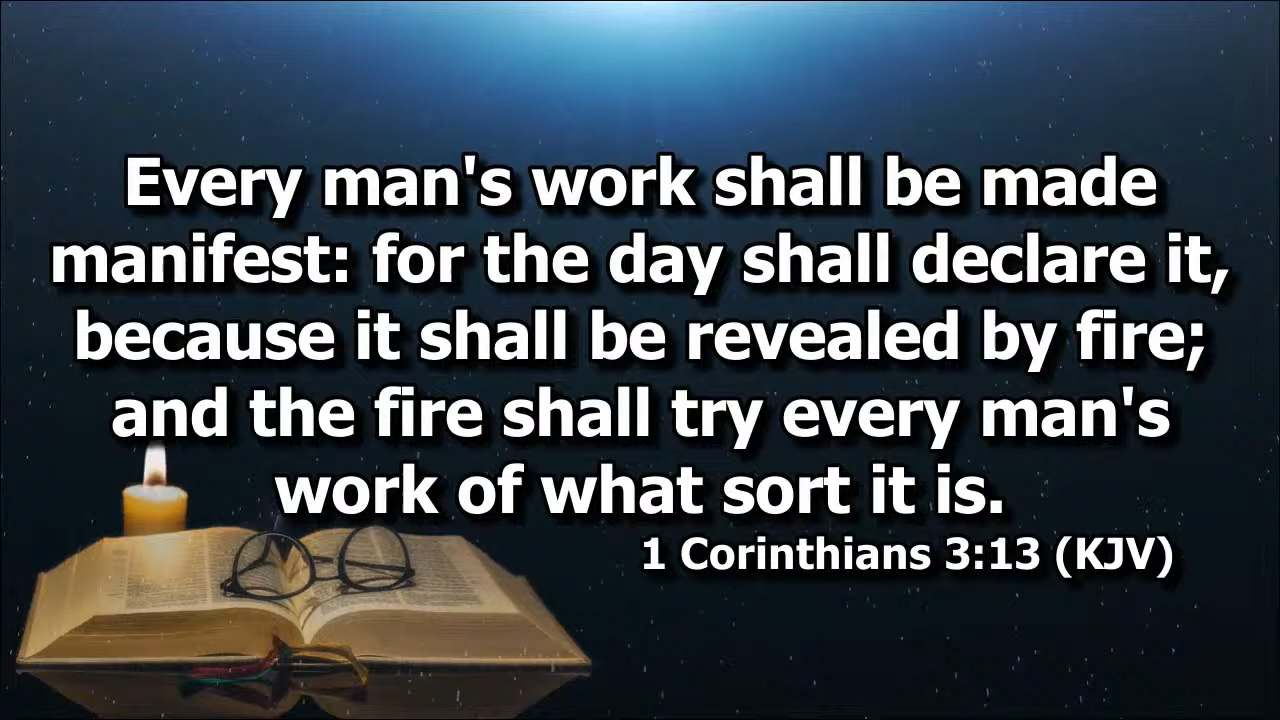 Every man's work shall be made
manifest: for the day shall declare it,
because it shall be revealed by fire;
and the fire shall try every man's
work of what sort it is.
1 Corinthians 3:13 (KJV)